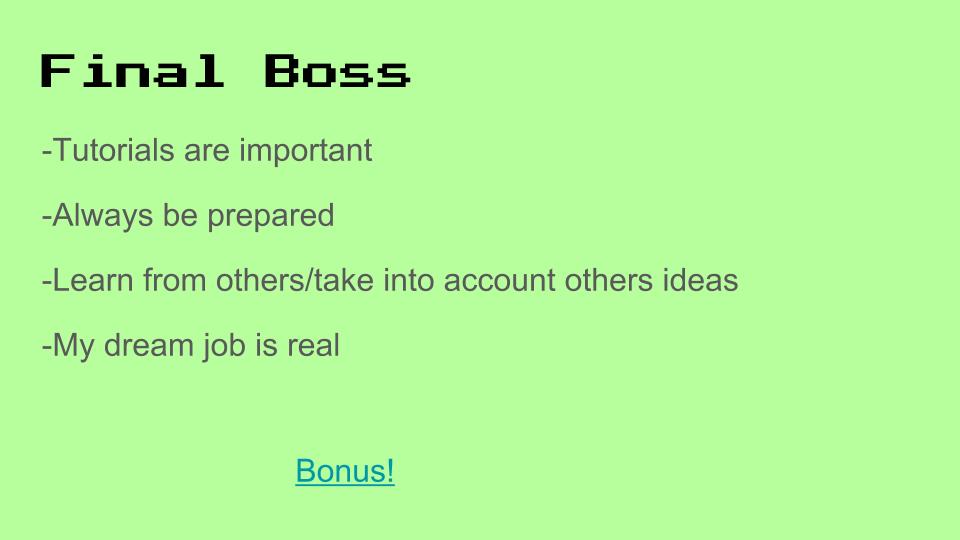 Final Boss
-Tutorials are important
-Always be prepared
-Learn from others/take into account others ideas
-My dream job is real
Bonus!